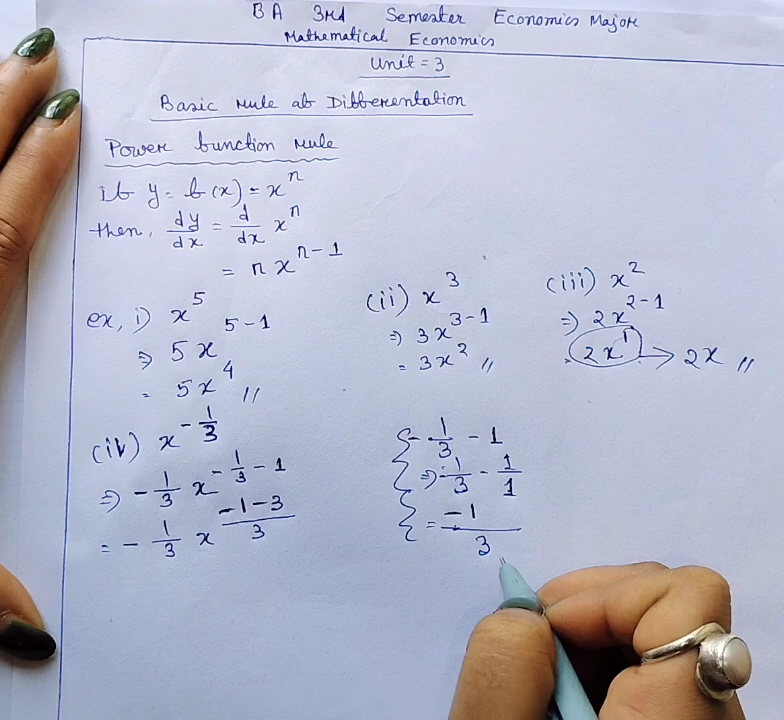 BA 3rd Semester Economics Major
Mathematical Economics
Unit = 3
Basic rule of Differentation
Power function rule
if y = f(x) = x^n
then, dy/dx = d/dx x^n
= n x^{n-1}
ex, i) x^5
⇒ 5x^{5-1}
= 5x^4 //
(ii) x^3
⇒ 3x^{3-1}
= 3x^2 //
(iii) x^2
⇒ 2x^{2-1}
= 2x^1 → 2x //
(iv) x^{-1/3}
⇒ -1/3 x^{-1/3 - 1}
= -1/3 x^{(-1-3)/3}
-1/3 - 1
⇒ -1/3 - 1/1
= -1/3